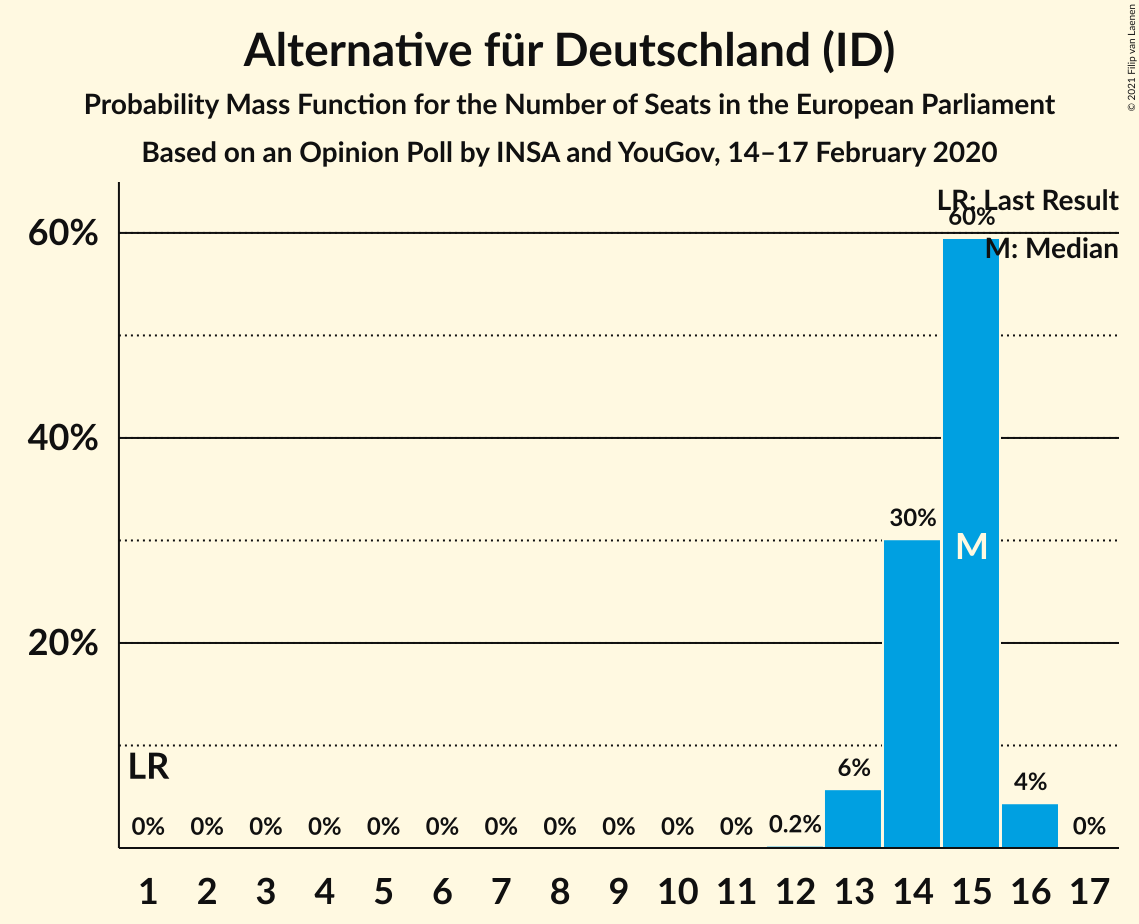 Alternative für Deutschland (ID)
Probability Mass Function for the Number of Seats in the European Parliament
Based on an Opinion Poll by INSA and YouGov, 14–17 February 2020
© 2021 Filip van Laenen
LR: Last Result
M: Median
60%
40%
20%
60%
30%
M
LR
6%
4%
0% 0% 0% 0% 0% 0% 0% 0% 0% 0% 0% 0.2% 0%
1 2 3 4 5 6 7 8 9 10 11 12 13 14 15 16 17